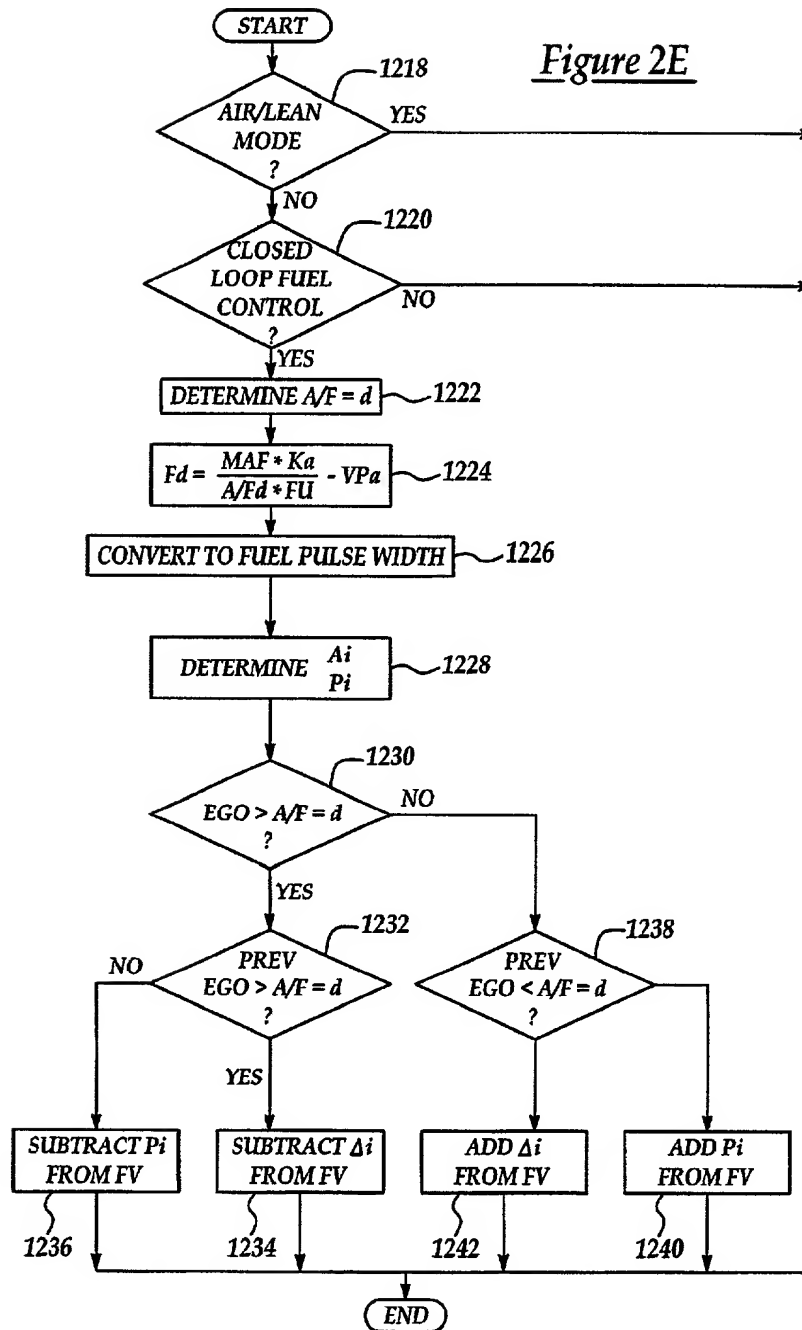 START
Figure 2E
1218
AIR/LEAN
MODE
?
YES
NO
1220
CLOSED
LOOP FUEL
CONTROL
?
NO
YES
DETERMINE A/F = d
1222
Fd = MAF * Ka / A/Fd * FU - VPa
1224
CONVERT TO FUEL PULSE WIDTH
1226
DETERMINE Ai
Pi
1228
1230
EGO > A/F = d
?
NO
YES
1232
PREV
EGO > A/F = d
?
NO
YES
1238
PREV
EGO < A/F = d
?
SUBTRACT Pi
FROM FV
1236
SUBTRACT Δi
FROM FV
1234
ADD Δi
FROM FV
1242
ADD Pi
FROM FV
1240
END